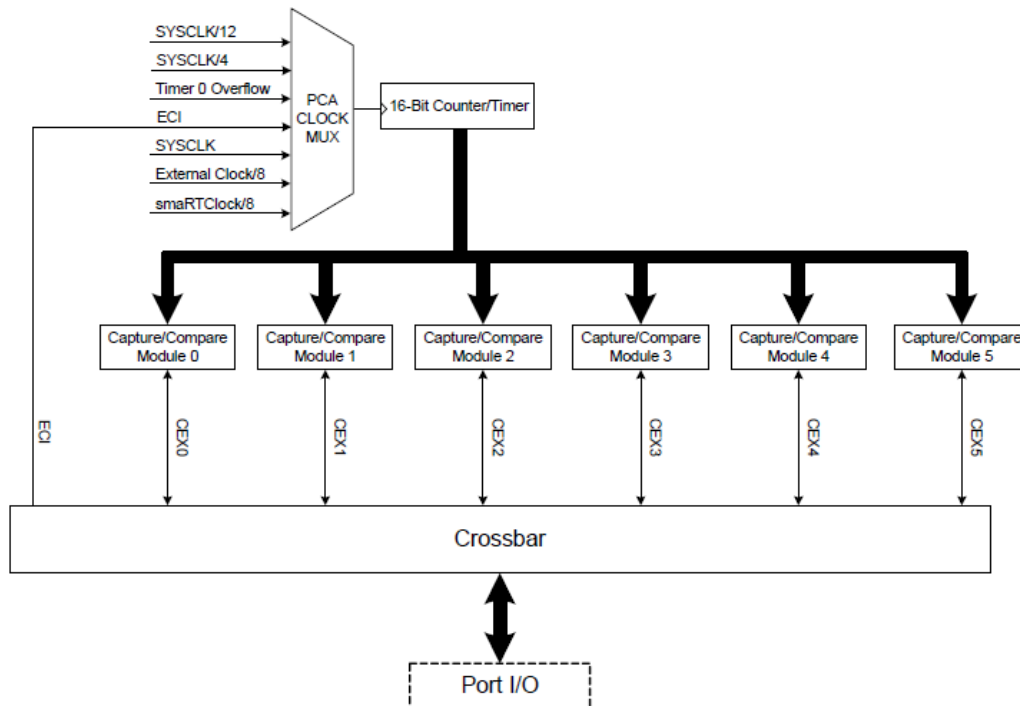 SYSCLK/12
SYSCLK/4
Timer 0 Overflow
ECI
SYSCLK
External Clock/8
smaRTClock/8
PCA
CLOCK
MUX
16-Bit Counter/Timer
Capture/Compare
Module 0
Capture/Compare
Module 1
Capture/Compare
Module 2
Capture/Compare
Module 3
Capture/Compare
Module 4
Capture/Compare
Module 5
ECI
CEX0
CEX1
CEX2
CEX3
CEX4
CEX5
Crossbar
Port I/O